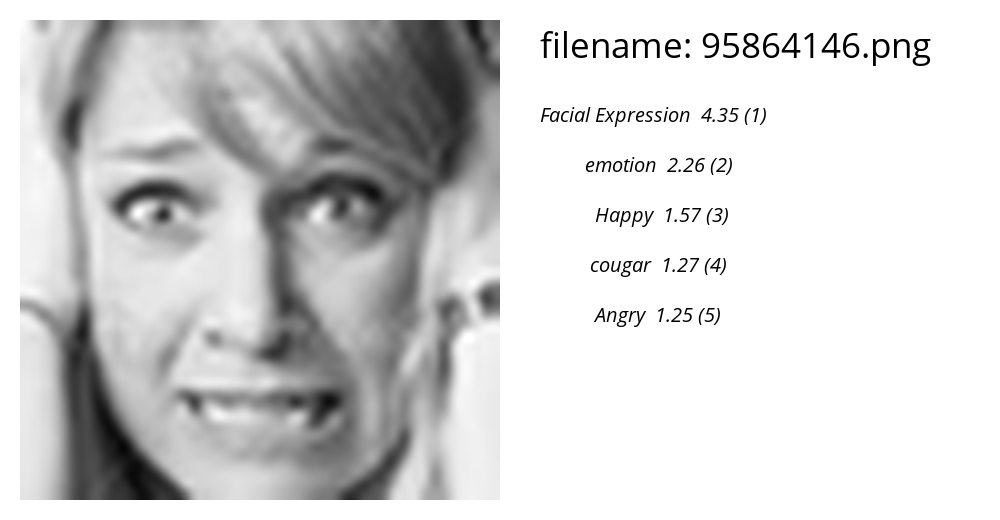 filename: 95864146.png
Facial Expression 4.35 (1)
emotion 2.26 (2)
Happy 1.57 (3)
cougar 1.27 (4)
Angry 1.25 (5)